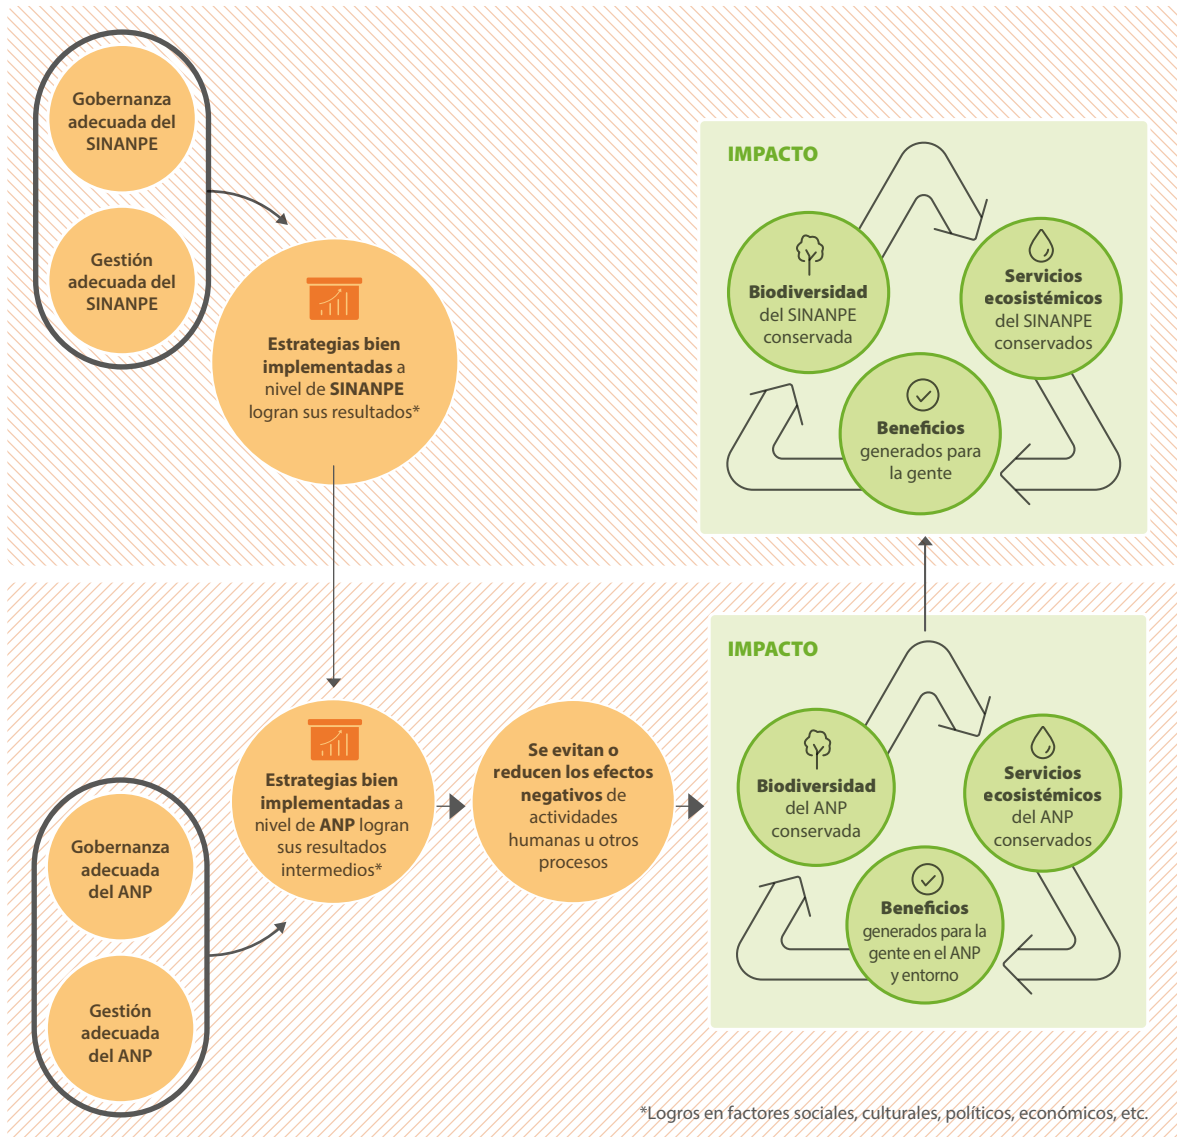 Gobernanza
adecuada del
SINANPE
Gestión
adecuada del
SINANPE
Estrategias bien
implementadas a
nivel de SINANPE
logran sus resultados*
IMPACTO
Biodiversidad
del SINANPE
conservada
Servicios
ecosistémicos
del SINANPE
conservados
Beneficios
generados para
la gente
Gobernanza
adecuada
del ANP
Gestión
adecuada
del ANP
Estrategias bien
implementadas a
nivel de ANP logran
sus resultados
intermedios*
Se evitan o
reducen los efectos
negativos de
actividades
humanas u otros
procesos
IMPACTO
Biodiversidad
del ANP
conservada
Servicios
ecosistémicos
del ANP
conservados
Beneficios
generados para la
gente en el ANP
y entorno
*Logros en factores sociales, culturales, políticos, económicos, etc.